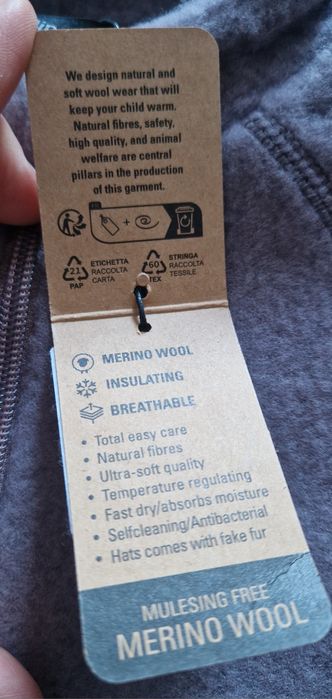 We design natural and
soft wool wear that will
keep your child warm.
Natural fibres, safety,
high quality, and animal
welfare are central
pillars in the production
of this garment.
+
21
PAP
ETICHETTA
RACCOLTA
CARTA
60
TEX
STRINGA
RACCOLTA
TESSILE
MERINO WOOL
INSULATING
BREATHABLE
• Total easy care
• Natural fibres
• Ultra-soft quality
• Temperature regulating
• Fast dry/absorbs moisture
• Selfcleaning/Antibacterial
• Hats comes with fake fur
MULESING FREE
MERINO WOOL